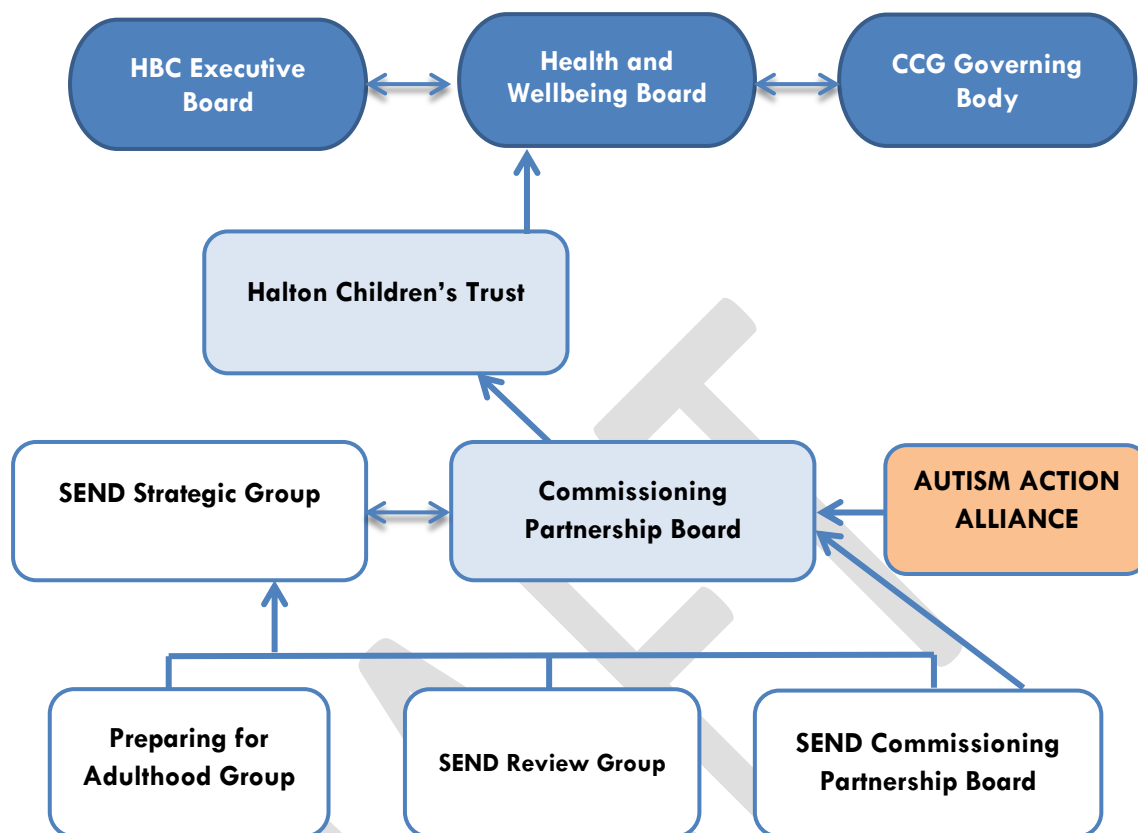 HBC Executive
Board
Health and
Wellbeing Board
CCG Governing
Body
Halton Children’s Trust
SEND Strategic Group
Commissioning
Partnership Board
AUTISM ACTION
ALLIANCE
Preparing for
Adulthood Group
SEND Review Group
SEND Commissioning
Partnership Board